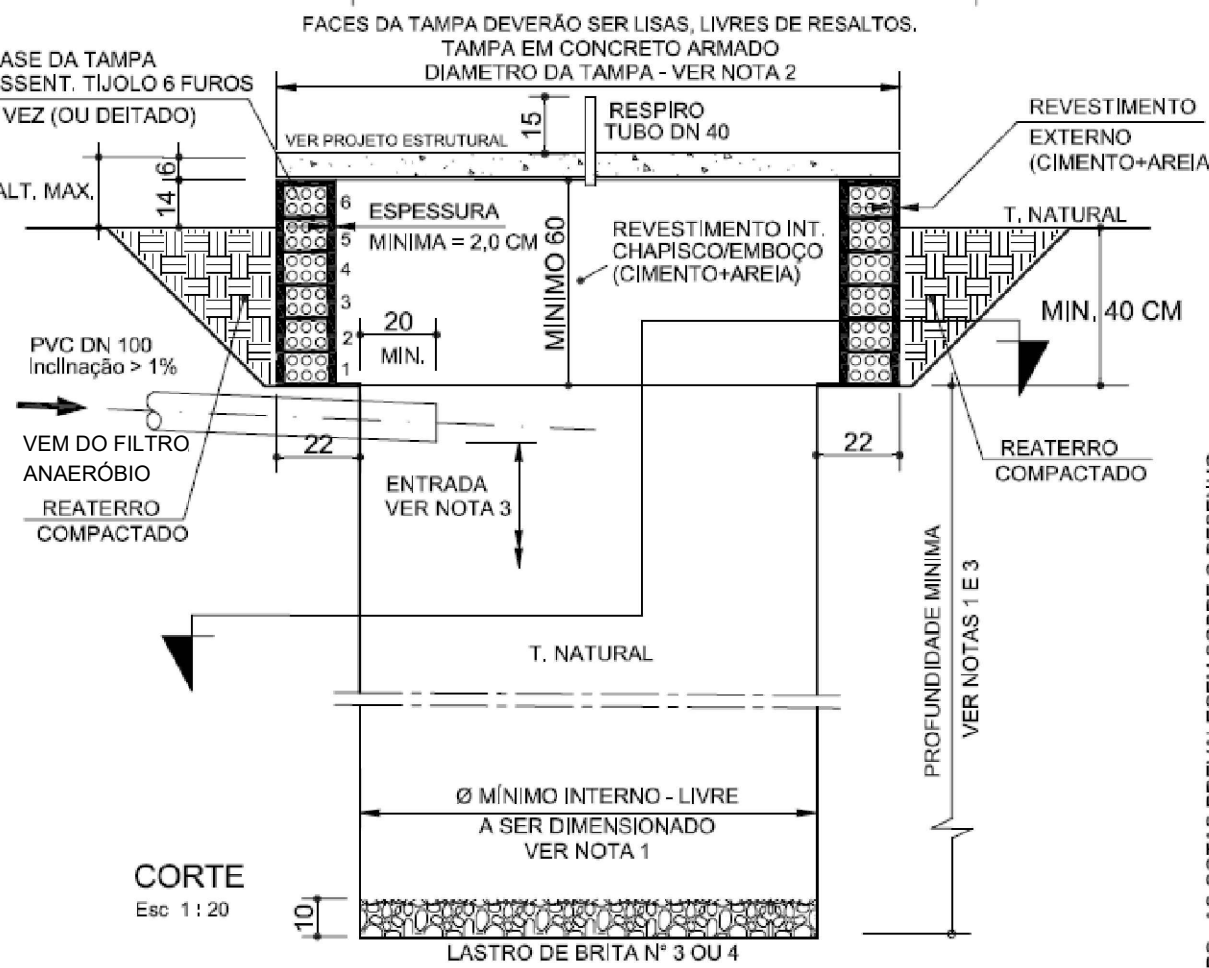 FACES DA TAMPA DEVERÃO SER LISAS, LIVRES DE RESALTOS.
TAMPA EM CONCRETO ARMADO
DIAMETRO DA TAMPA - VER NOTA 2
ASE DA TAMPA
SSENT. TIJOLO 6 FUROS
VEZ (OU DEITADO)
VER PROJETO ESTRUTURAL
15
RESPIRO
TUBO DN 40
REVESTIMENTO
EXTERNO
(CIMENTO+AREIA
6
14
ALT. MAX.
T. NATURAL
6
5
4
3
2
1
ESPESSURA
MINIMA = 2,0 CM
MINIMO 60
REVESTIMENTO INT.
CHAPISCO/EMBOÇO
(CIMENTO+AREIA)
MIN. 40 CM
20
MIN.
PVC DN 100
Inclinação > 1%
VEM DO FILTRO
ANAERÓBIO
22
22
REATERRO
COMPACTADO
ENTRADA
VER NOTA 3
REATERRO
COMPACTADO
PROFUNDIDADE MINIMA
VER NOTAS 1 E 3
T. NATURAL
Ø MÍNIMO INTERNO - LIVRE
A SER DIMENSIONADO
VER NOTA 1
CORTE
Esc 1:20
10
LASTRO DE BRITA N° 3 OU 4